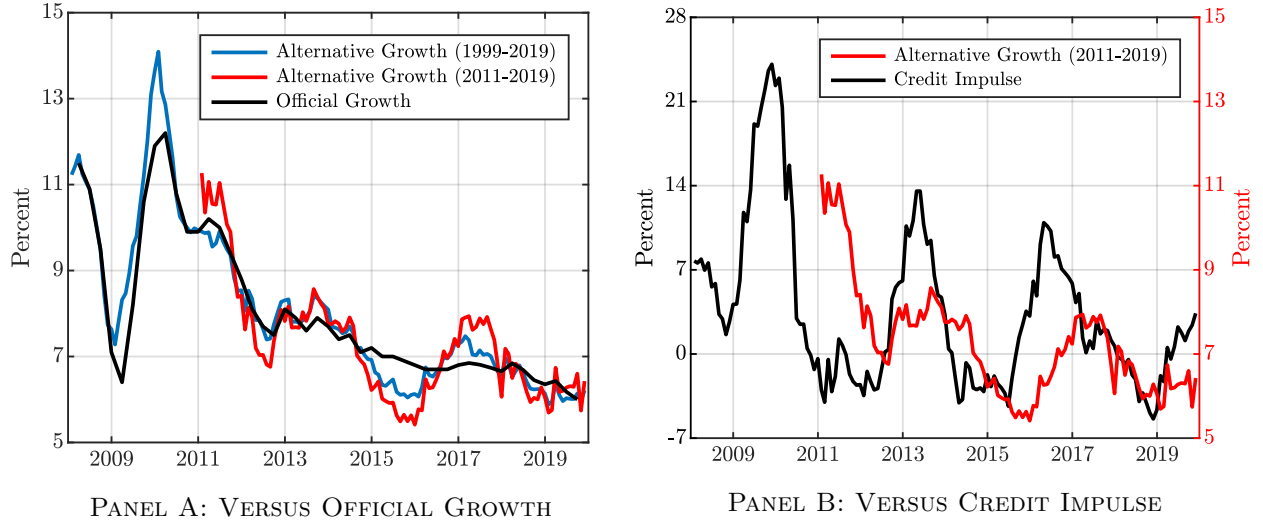 15
13
11
9
7
5
Percent
Alternative Growth (1999-2019)
Alternative Growth (2011-2019)
Official Growth
2009 2011 2013 2015 2017 2019
PANEL A: VERSUS OFFICIAL GROWTH
28
21
14
7
0
-7
Percent
Alternative Growth (2011-2019)
Credit Impulse
15
13
11
9
7
5
Percent
2009 2011 2013 2015 2017 2019
PANEL B: VERSUS CREDIT IMPULSE